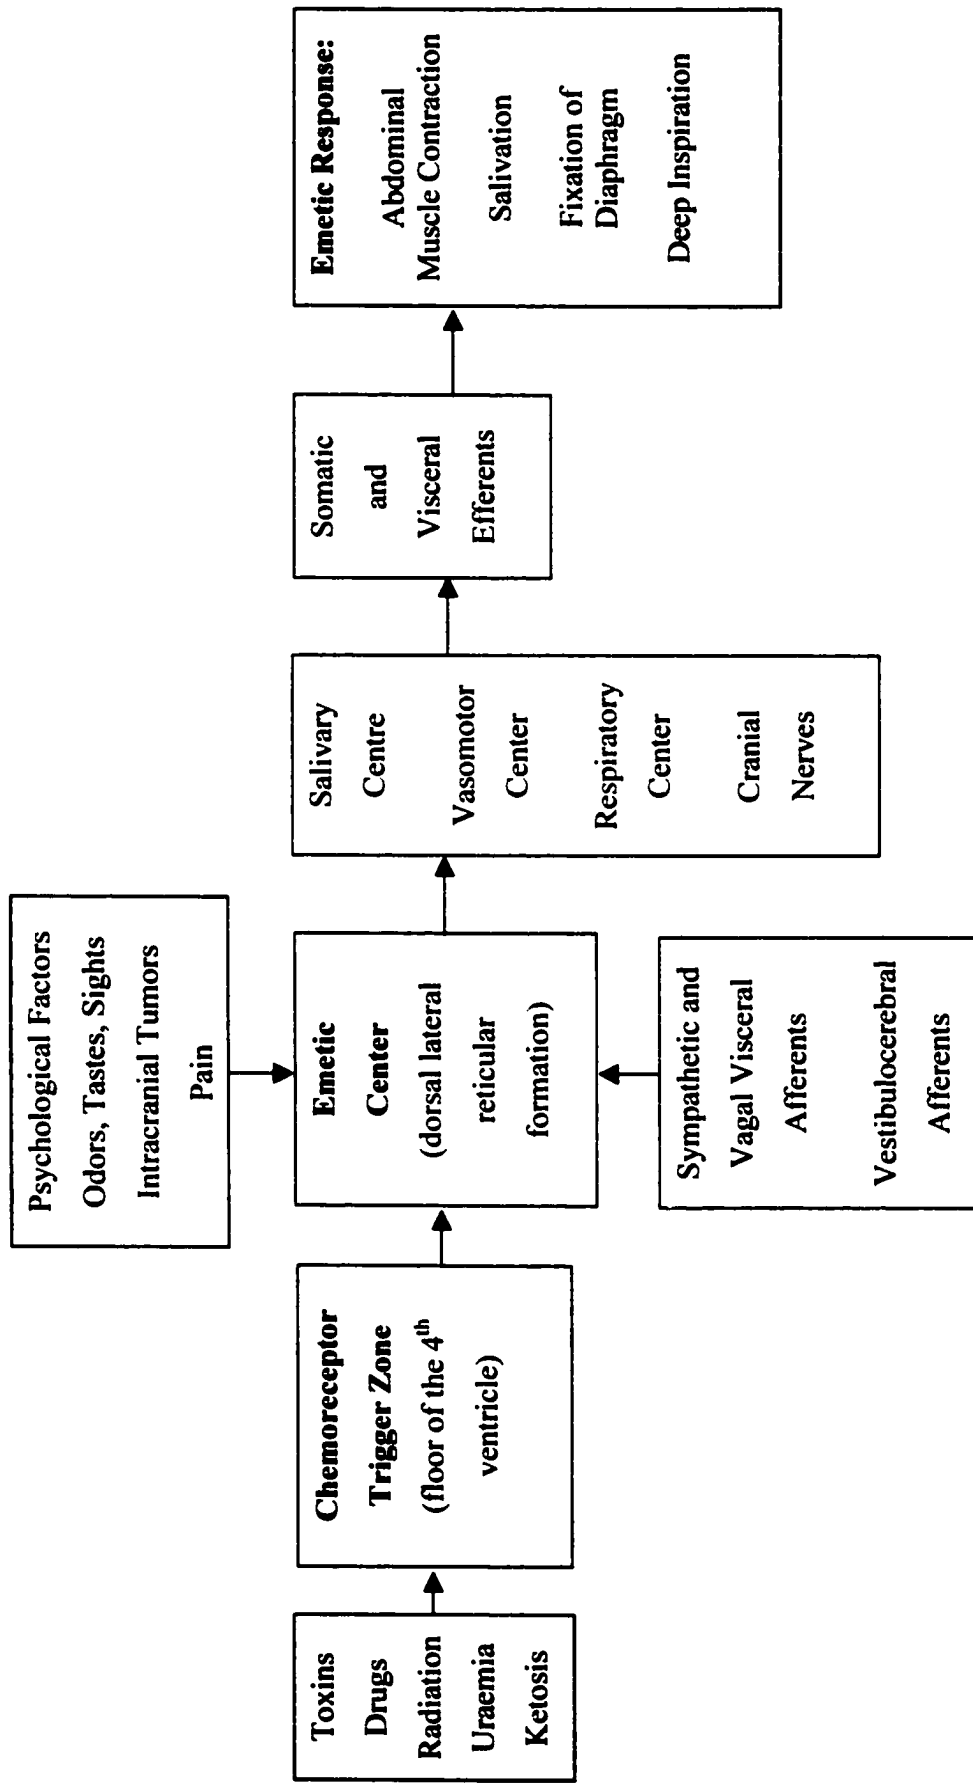 Psychological Factors
Odors, Tastes, Sights
Intracranial Tumors
Pain
Toxins
Drugs
Radiation
Uraemia
Ketosis
Chemoreceptor
Trigger Zone
(floor of the 4th
ventricle)
Emetic
Center
(dorsal lateral
reticular
formation)
Salivary
Centre
Vasomotor
Center
Respiratory
Center
Cranial
Nerves
Somatic
and
Visceral
Efferents
Emetic Response:
Abdominal
Muscle Contraction
Salivation
Fixation of
Diaphragm
Deep Inspiration
Sympathetic and
Vagal Visceral
Afferents
Vestibulocerebral
Afferents